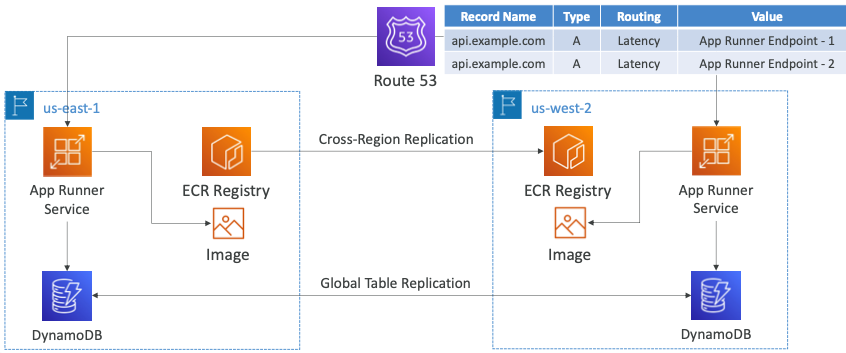 53
Route 53
Record Name Type Routing Value
api.example.com A Latency App Runner Endpoint - 1
api.example.com A Latency App Runner Endpoint - 2
us-east-1
App Runner
Service
ECR Registry
Image
DynamoDB
Cross-Region Replication
Global Table Replication
us-west-2
ECR Registry
Image
App Runner
Service
DynamoDB